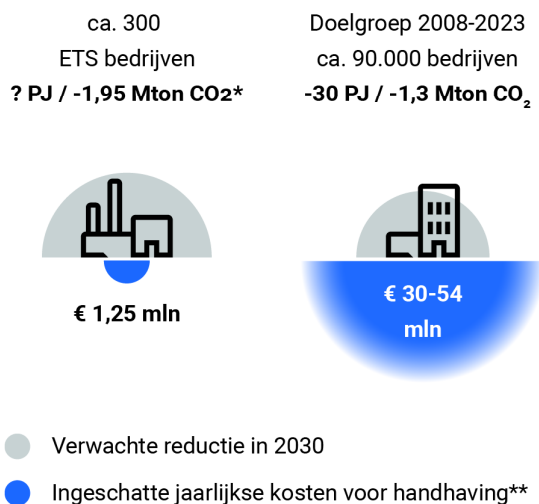 ca. 300
ETS bedrijven
? PJ / -1,95 Mton CO2*
Doelgroep 2008-2023
ca. 90.000 bedrijven
-30 PJ / -1,3 Mton CO₂
€ 1,25 mln
€ 30-54
mln
Verwachte reductie in 2030
Ingeschatte jaarlijkse kosten voor handhaving**